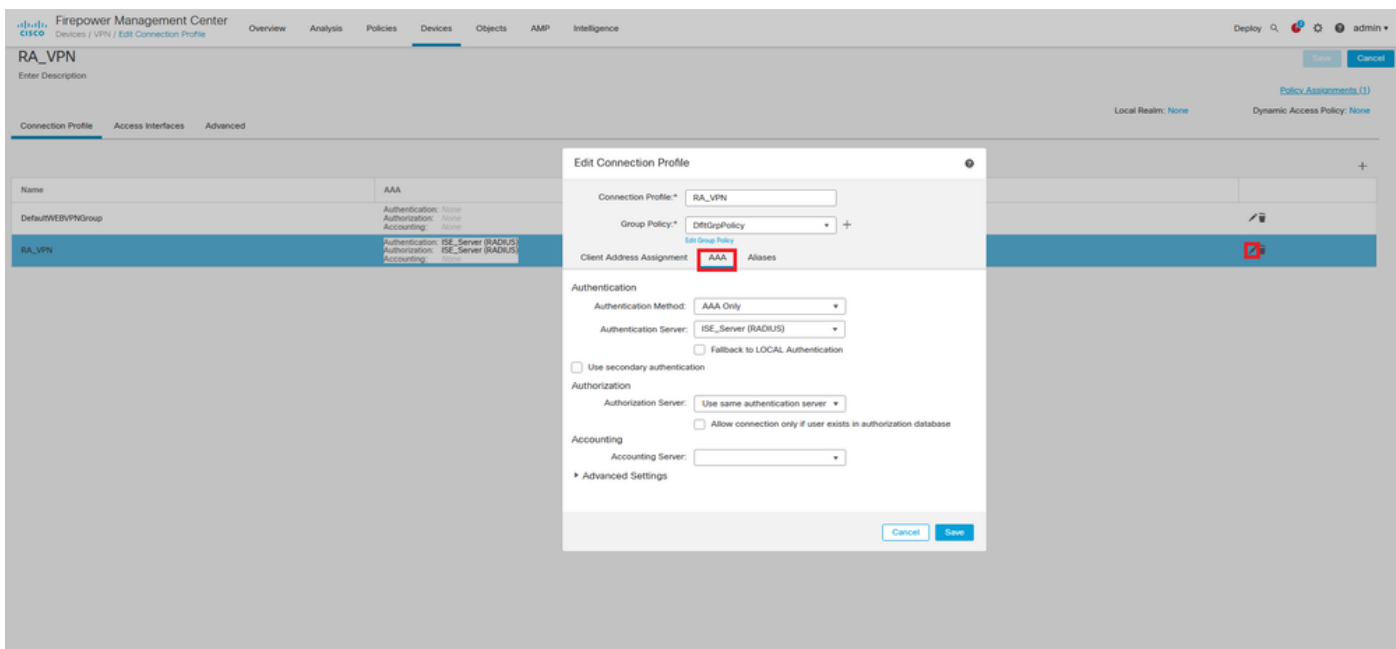 Firepower Management Center
CISCO Devices / VPN / Edit Connection Profile
Overview Analysis Policies Devices Objects AMP Intelligence
Deploy admin
RA_VPN
Save Cancel
Enter Description
Policy Assignments (1)
Local Realm: None Dynamic Access Policy: None
Connection Profile Access Interfaces Advanced
Name AAA
DefaultWEBVPNGroup
Authentication: None
Authorization: None
Accounting: None
RA_VPN
Authentication: ISE_Server (RADIUS)
Authorization: ISE_Server (RADIUS)
Accounting: None
Edit Connection Profile
Connection Profile:* RA_VPN
Group Policy:* DfltGrpPolicy +
Edit Group Policy
Client Address Assignment AAA Aliases
Authentication
Authentication Method: AAA Only
Authentication Server: ISE_Server (RADIUS)
Fallback to LOCAL Authentication
Use secondary authentication
Authorization
Authorization Server: Use same authentication server
Allow connection only if user exists in authorization database
Accounting
Accounting Server:
Advanced Settings
Cancel Save